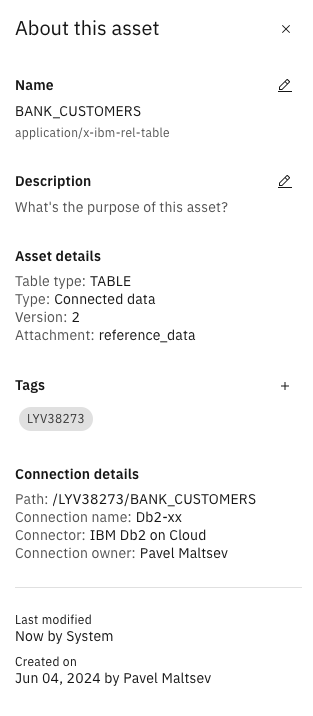 About this asset
Name
BANK_CUSTOMERS
application/x-ibm-rel-table
Description
What's the purpose of this asset?
Asset details
Table type: TABLE
Type: Connected data
Version: 2
Attachment: reference_data
Tags
LYV38273
Connection details
Path: /LYV38273/BANK_CUSTOMERS
Connection name: Db2-xx
Connector: IBM Db2 on Cloud
Connection owner: Pavel Maltsev
Last modified
Now by System
Created on
Jun 04, 2024 by Pavel Maltsev